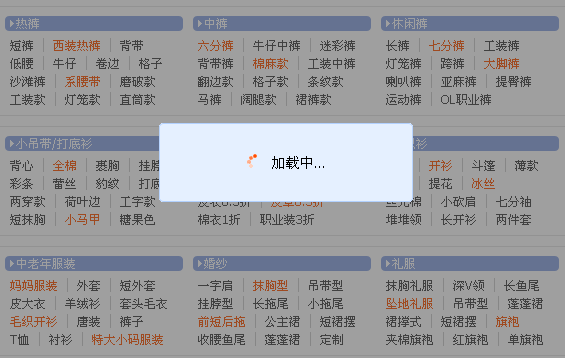 热裤
中裤
休闲裤
短裤 西装热裤 背带
六分裤 牛仔中裤 迷彩裤
长裤 七分裤 工装裤
低腰 牛仔 卷边 格子
背带裤 棉麻款 工装中裤
灯笼裤 跨裤 大脚裤
沙滩裤 系腰带 磨破款
翻边款 格子款 条纹款
喇叭裤 亚麻裤 提臀裤
工装款 灯笼款 直筒款
马裤 阔腿款 裙裤款
运动裤 OL职业裤
小吊带/打底衫
衫
背心 全棉 裹胸 挂脖
开衫 斗篷 薄款
彩条 蕾丝 豹纹 打底
提花 冰丝
加载中...
两穿款 荷叶边 工字款
小砍肩 七分袖
短抹胸 小马甲 糖果色
棉衣1折 职业装3折
堆堆领 长开衫 两件套
中老年服装
婚纱
礼服
妈妈服装 外套 短外套
一字肩 抹胸型 吊带型
抹胸礼服 深V领 长鱼尾
皮大衣 羊绒衫 套头毛衣
挂脖型 长拖尾 小拖尾
坠地礼服 吊带型 蓬蓬裙
毛织开衫 唐装 裤子
前短后拖 公主裙 短裙摆
裙撑式 短裙摆 旗袍
T恤 衬衫 特大小码服装
收腰鱼尾 蓬蓬裙 定制
夹棉旗袍 红旗袍 单旗袍